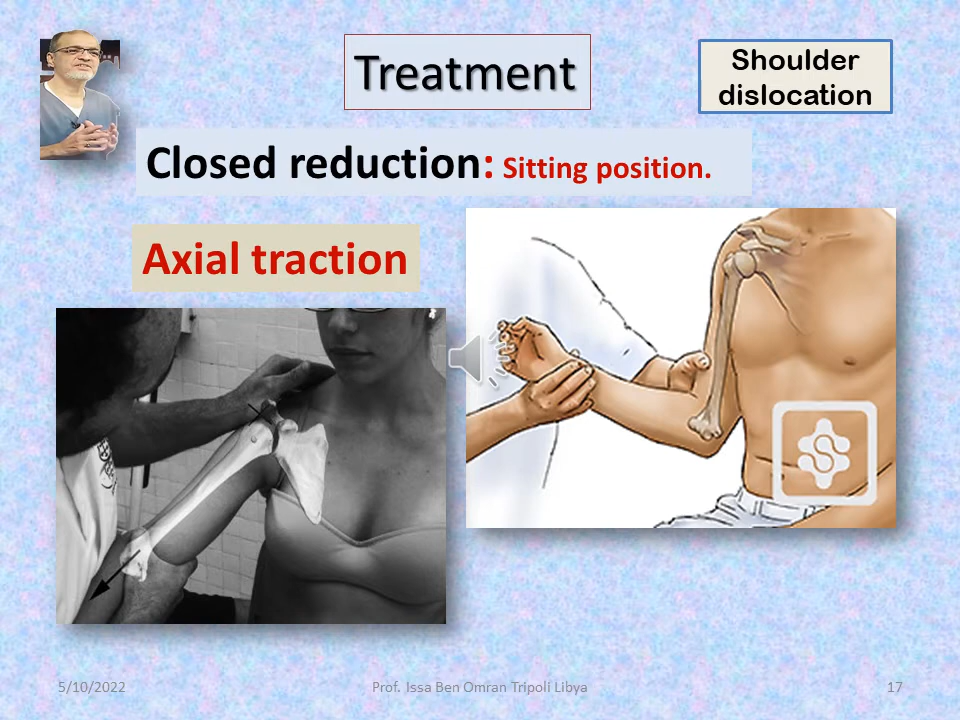 Treatment
Shoulder
dislocation
Closed reduction: Sitting position.
Axial traction
5/10/2022
Prof. Issa Ben Omran Tripoli Libya
17